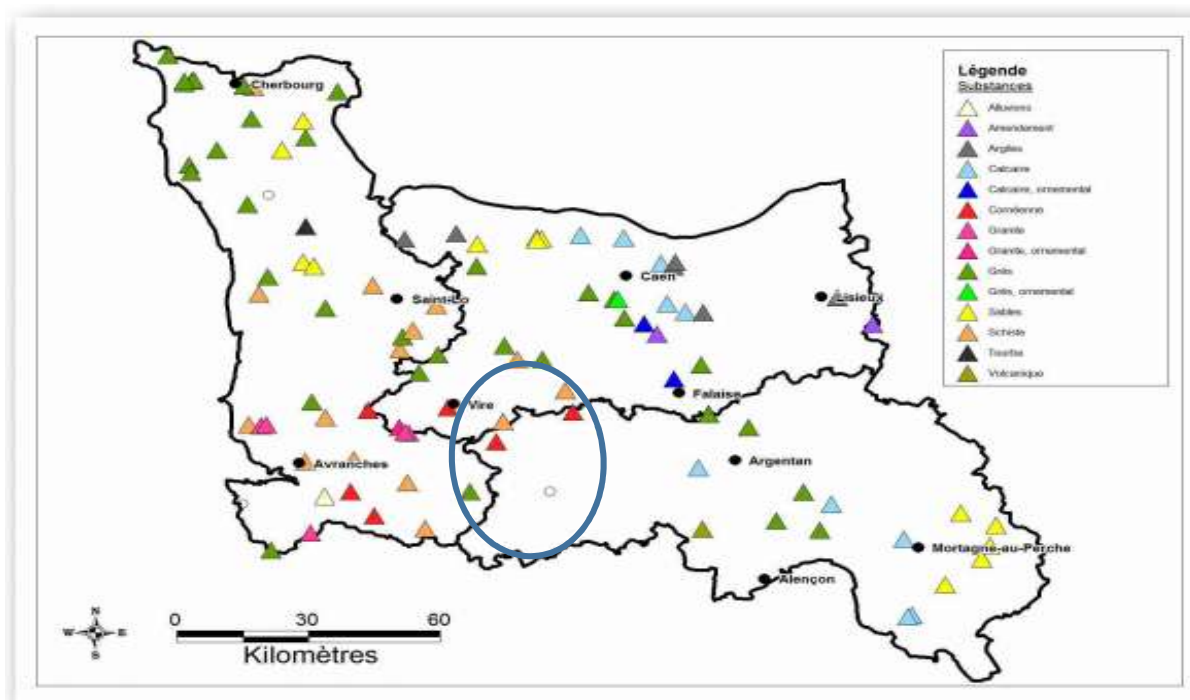 Cherbourg
Saint-Lo
Caen
Lisieux
Vire
Falaise
Avranches
Argentan
Mortagne-au-Perche
Alençon
Légende
Substances
Alluvions
Amendement
Argiles
Calcaire
Calcaire, ornemental
Cornéenne
Granite
Granite, ornemental
Grès
Grès, ornemental
Sables
Schiste
Tourbe
Volcanique
N
W E
S
0 30 60
Kilomètres